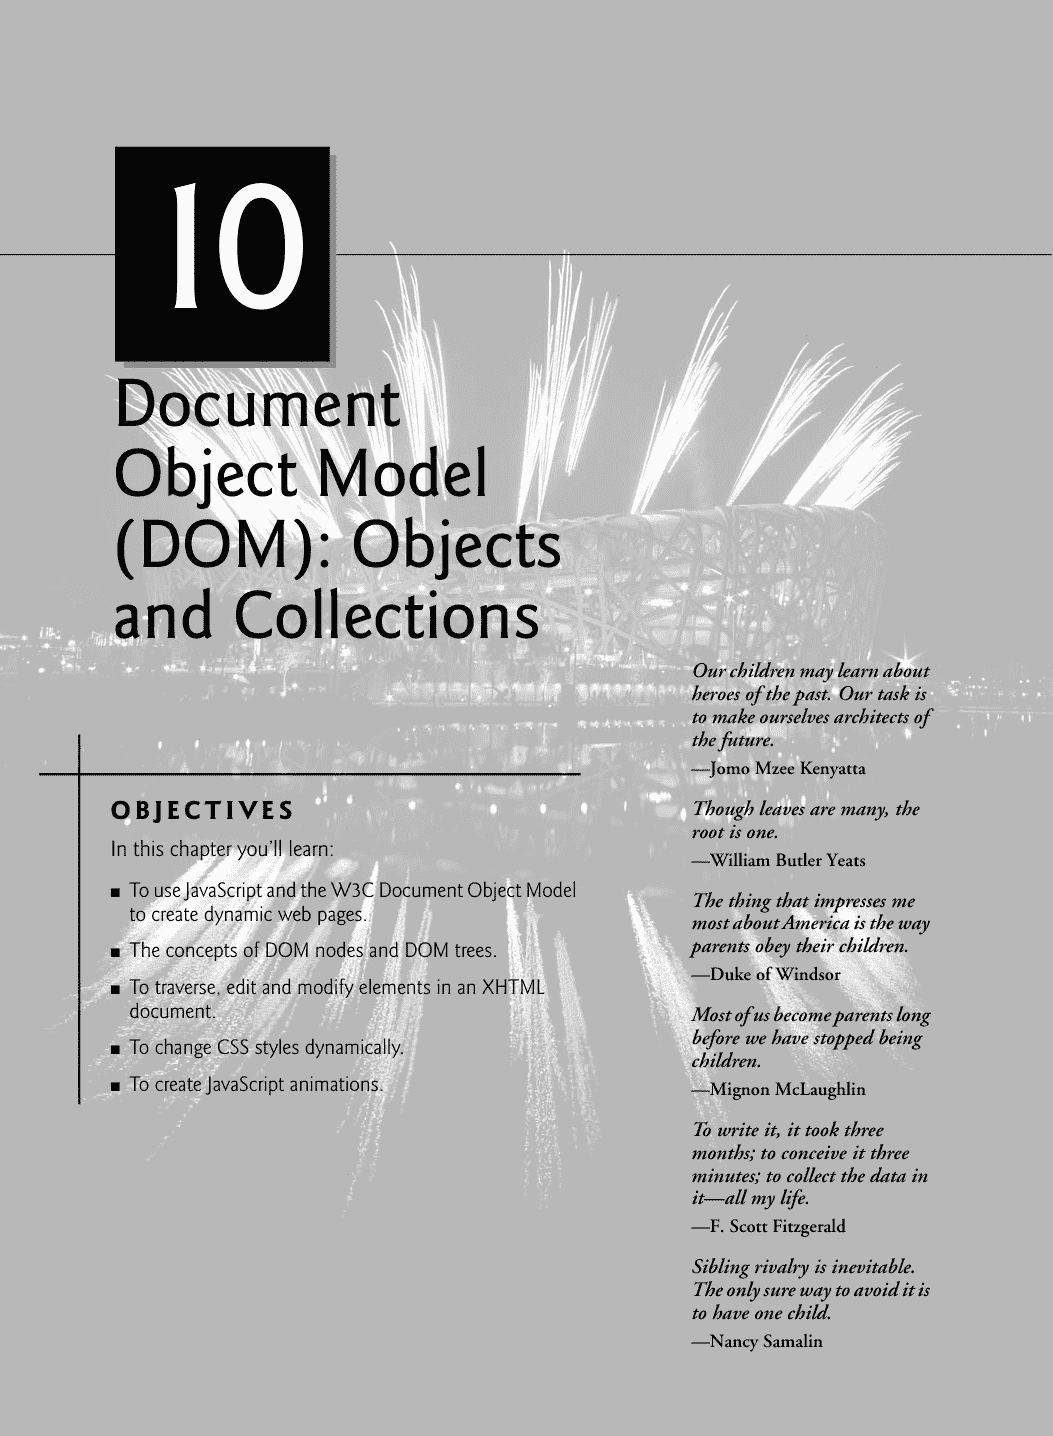 10
Document
Object Model
(DOM): Objects
and Collections
Our children may learn about
heroes of the past. Our task is
to make ourselves architects of
the future.
—Jomo Mzee Kenyatta
Though leaves are many, the
root is one.
—William Butler Yeats
The thing that impresses me
most about America is the way
parents obey their children.
—Duke of Windsor
Most of us become parents long
before we have stopped being
children.
—Mignon McLaughlin
To write it, it took three
months; to conceive it three
minutes; to collect the data in
it—all my life.
—F. Scott Fitzgerald
Sibling rivalry is inevitable.
The only sure way to avoid it is
to have one child.
—Nancy Samalin
OBJECTIVES
In this chapter you'll learn:
■ To use JavaScript and the W3C Document Object Model
to create dynamic web pages.
■ The concepts of DOM nodes and DOM trees.
■ To traverse, edit and modify elements in an XHTML
document.
■ To change CSS styles dynamically.
■ To create JavaScript animations.